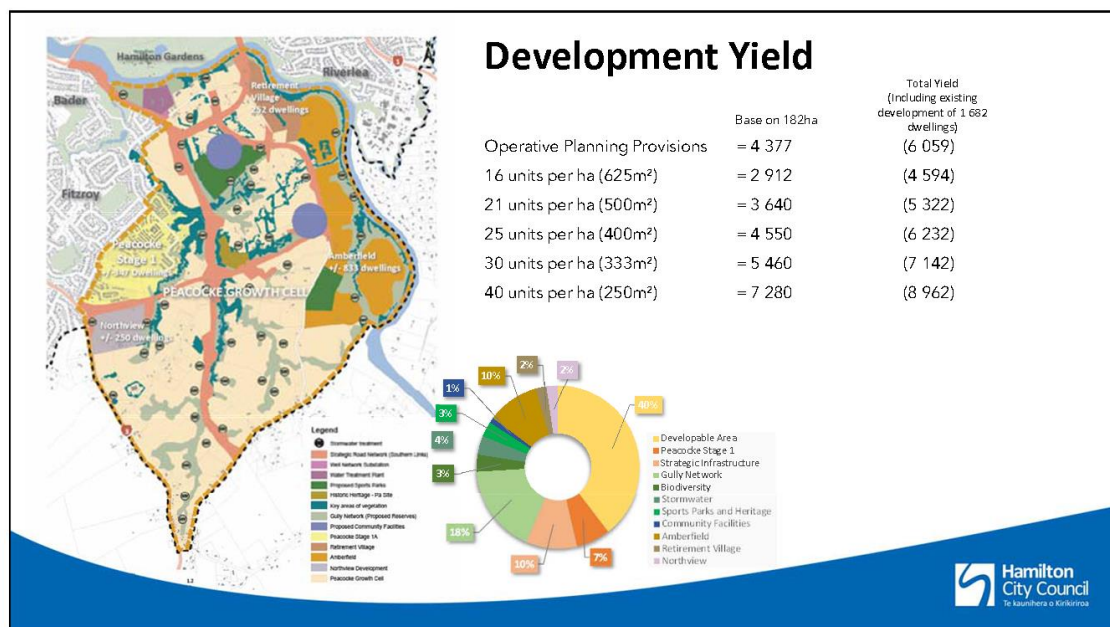 Development Yield
Total Yield
(Including existing
development of 1 682
dwellings)
Base on 182ha
Operative Planning Provisions = 4 377 (6 059)
16 units per ha (625m²) = 2 912 (4 594)
21 units per ha (500m²) = 3 640 (5 322)
25 units per ha (400m²) = 4 550 (6 232)
30 units per ha (333m²) = 5 460 (7 142)
40 units per ha (250m²) = 7 280 (8 962)
Hamilton Gardens
Riverlea
Bader
Retirement
Village
252 dwellings
Fitzroy
Peacocke
Stage 1
+/-347 Dwellings
Amberfield
+/- 833 dwellings
PEACOCKE GROWTH CELL
Northview
+/- 250 dwellings
Legend
Stormwater treatment
Strategic Road Network (Southern Links)
Well Network Substation
Water Treatment Plant
Proposed Sports Parks
Historic Heritage - Pa Site
Key areas of vegetation
Gully Network (Proposed Reserves)
Proposed Community Facilities
Peacocke Stage 1A
Retirement Village
Amberfield
Northview Development
Peacocke Growth Cell
1.2
40%
7%
10%
18%
3%
4%
3%
1%
10%
2%
2%
Developable Area
Peacocke Stage 1
Strategic Infrastructure
Gully Network
Biodiversity
Stormwater
Sports Parks and Heritage
Community Facilities
Amberfield
Retirement Village
Northview
Hamilton
City Council
Te kaunihera o Kirikiriroa